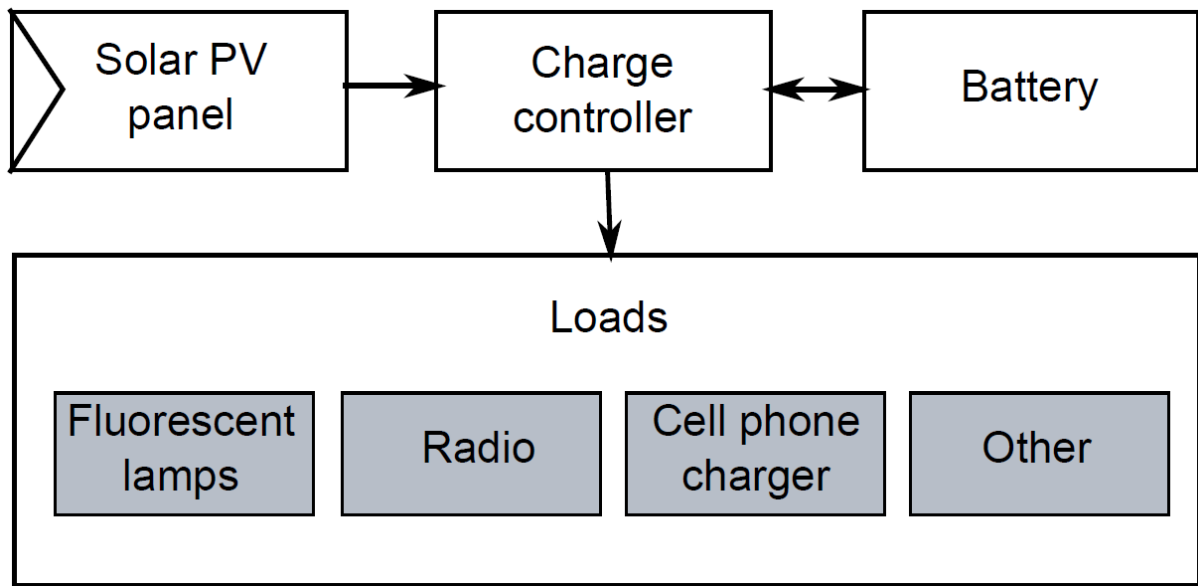 Solar PV
panel
Charge
controller
Battery
Loads
Fluorescent
lamps
Radio
Cell phone
charger
Other